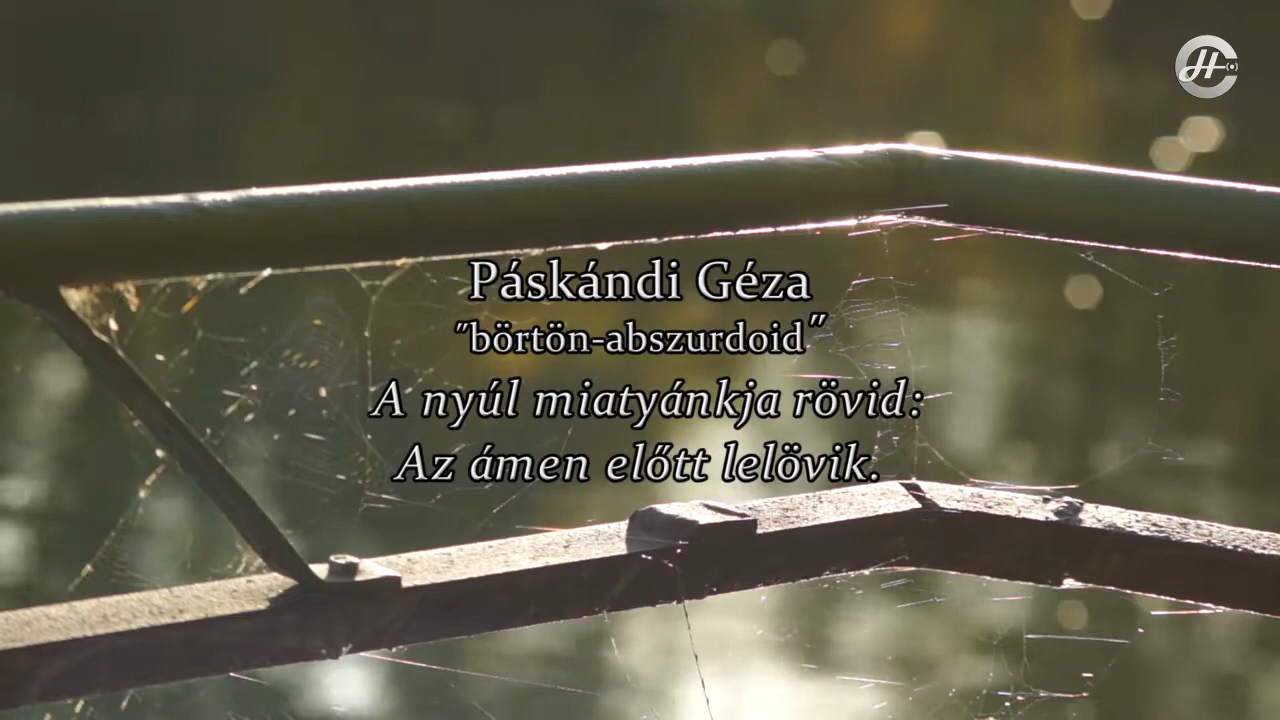 Páskándi Géza
"börtön-abszurdoid"
A nyúl miatyánkja rövid:
Az ámen előtt lelövik.